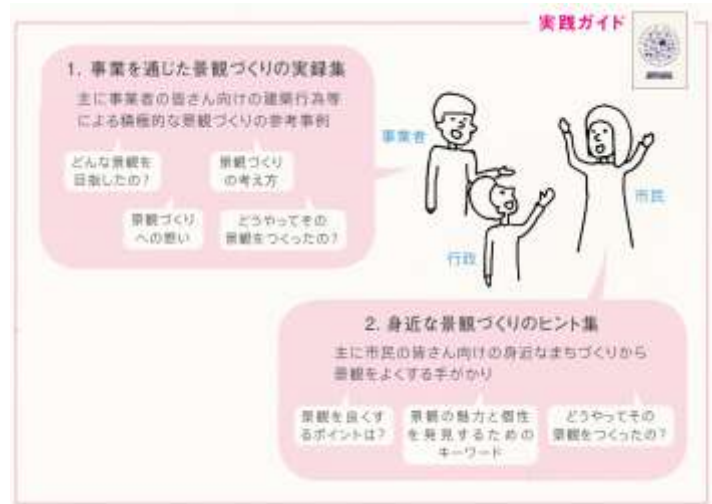 実践ガイド
1. 事業を通じた景観づくりの実録集
主に事業者の皆さん向けの建築行為等
による積極的な景観づくりの参考事例
どんな景観を
目指したの？
景観づくり
の考え方
景観づくり
への想い
どうやってその
景観をつくったの？
事業者
市民
行政
2. 身近な景観づくりのヒント集
主に市民の皆さん向けの身近なまちづくりから
景観をよくする手がかり
景観を良くす
るポイントは？
景観の魅力と個性
を発見するための
キーワード
どうやってその
景観をつくったの？